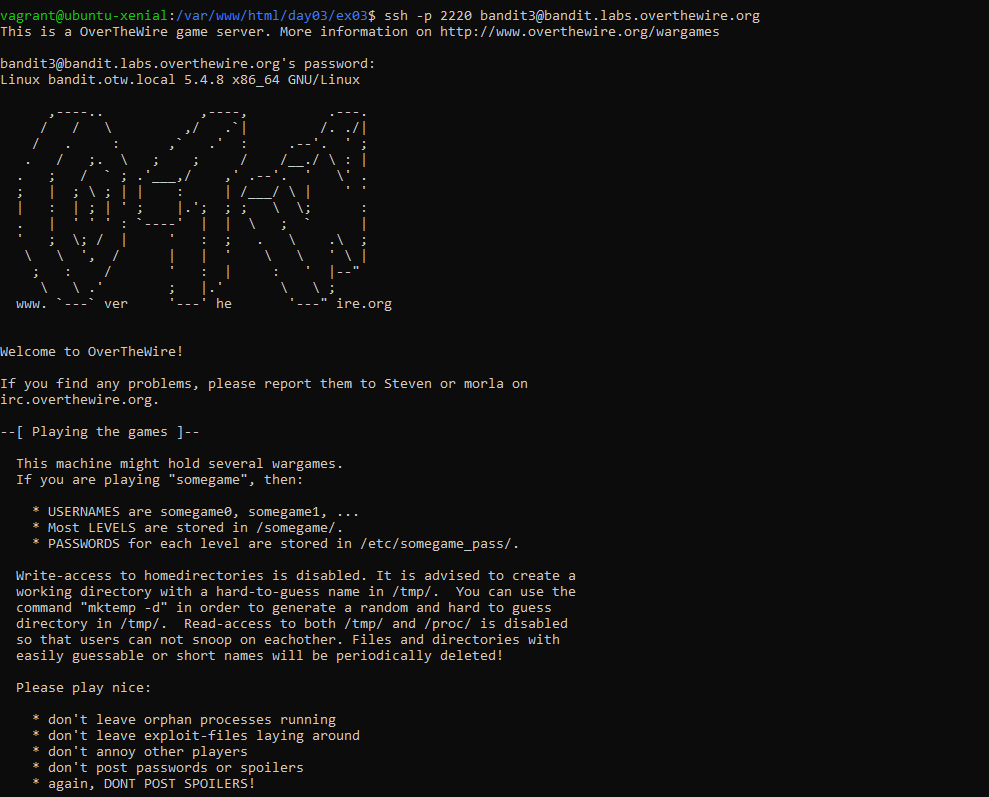 vagrant@ubuntu-xenial:/var/www/html/day03/ex03$ ssh -p 2220 bandit3@bandit.labs.overthewire.org
This is a OverTheWire game server. More information on http://www.overthewire.org/wargames

bandit3@bandit.labs.overthewire.org's password:
Linux bandit.otw.local 5.4.8 x86_64 GNU/Linux

      ,----..            ,----,          .---.
     /   /   \         ,/   .`|         /. ./|
    /   .     :      ,`   .'  :     .--'.  ' ;
   .   /   ;.  \   ;    ;     /    /__./ \ : |
  .   ;   /  ` ; .'___,/    ,' .--'.  '   \' .
  ;   |  ; \ ; | |    :     | /___/ \ |    ' '
  |   :  | ; | ' ;    |.';  ; ;   \  \;      :
  .   |  ' ' ' : `----'  |  |  \   ;  `      |
  '   ;  \; /  |     '   :  ;   .   \    .\  ;
   \   \  ',  /      |   |  '    \   \   ' \ |
    ;   :    /       '   :  |     :   '  |--"
     \   \ .'        ;   |.'       \   \ ;
  www. `---` ver     '---' he       '---" ire.org

Welcome to OverTheWire!

If you find any problems, please report them to Steven or morla on
irc.overthewire.org.

--[ Playing the games ]--

  This machine might hold several wargames.
  If you are playing "somegame", then:

    * USERNAMES are somegame0, somegame1, ...
    * Most LEVELS are stored in /somegame/.
    * PASSWORDS for each level are stored in /etc/somegame_pass/.

  Write-access to homedirectories is disabled. It is advised to create a
  working directory with a hard-to-guess name in /tmp/.  You can use the
  command "mktemp -d" in order to generate a random and hard to guess
  directory in /tmp/.  Read-access to both /tmp/ and /proc/ is disabled
  so that users can not snoop on eachother. Files and directories with
  easily guessable or short names will be periodically deleted!

  Please play nice:

    * don't leave orphan processes running
    * don't leave exploit-files laying around
    * don't annoy other players
    * don't post passwords or spoilers
    * again, DONT POST SPOILERS!